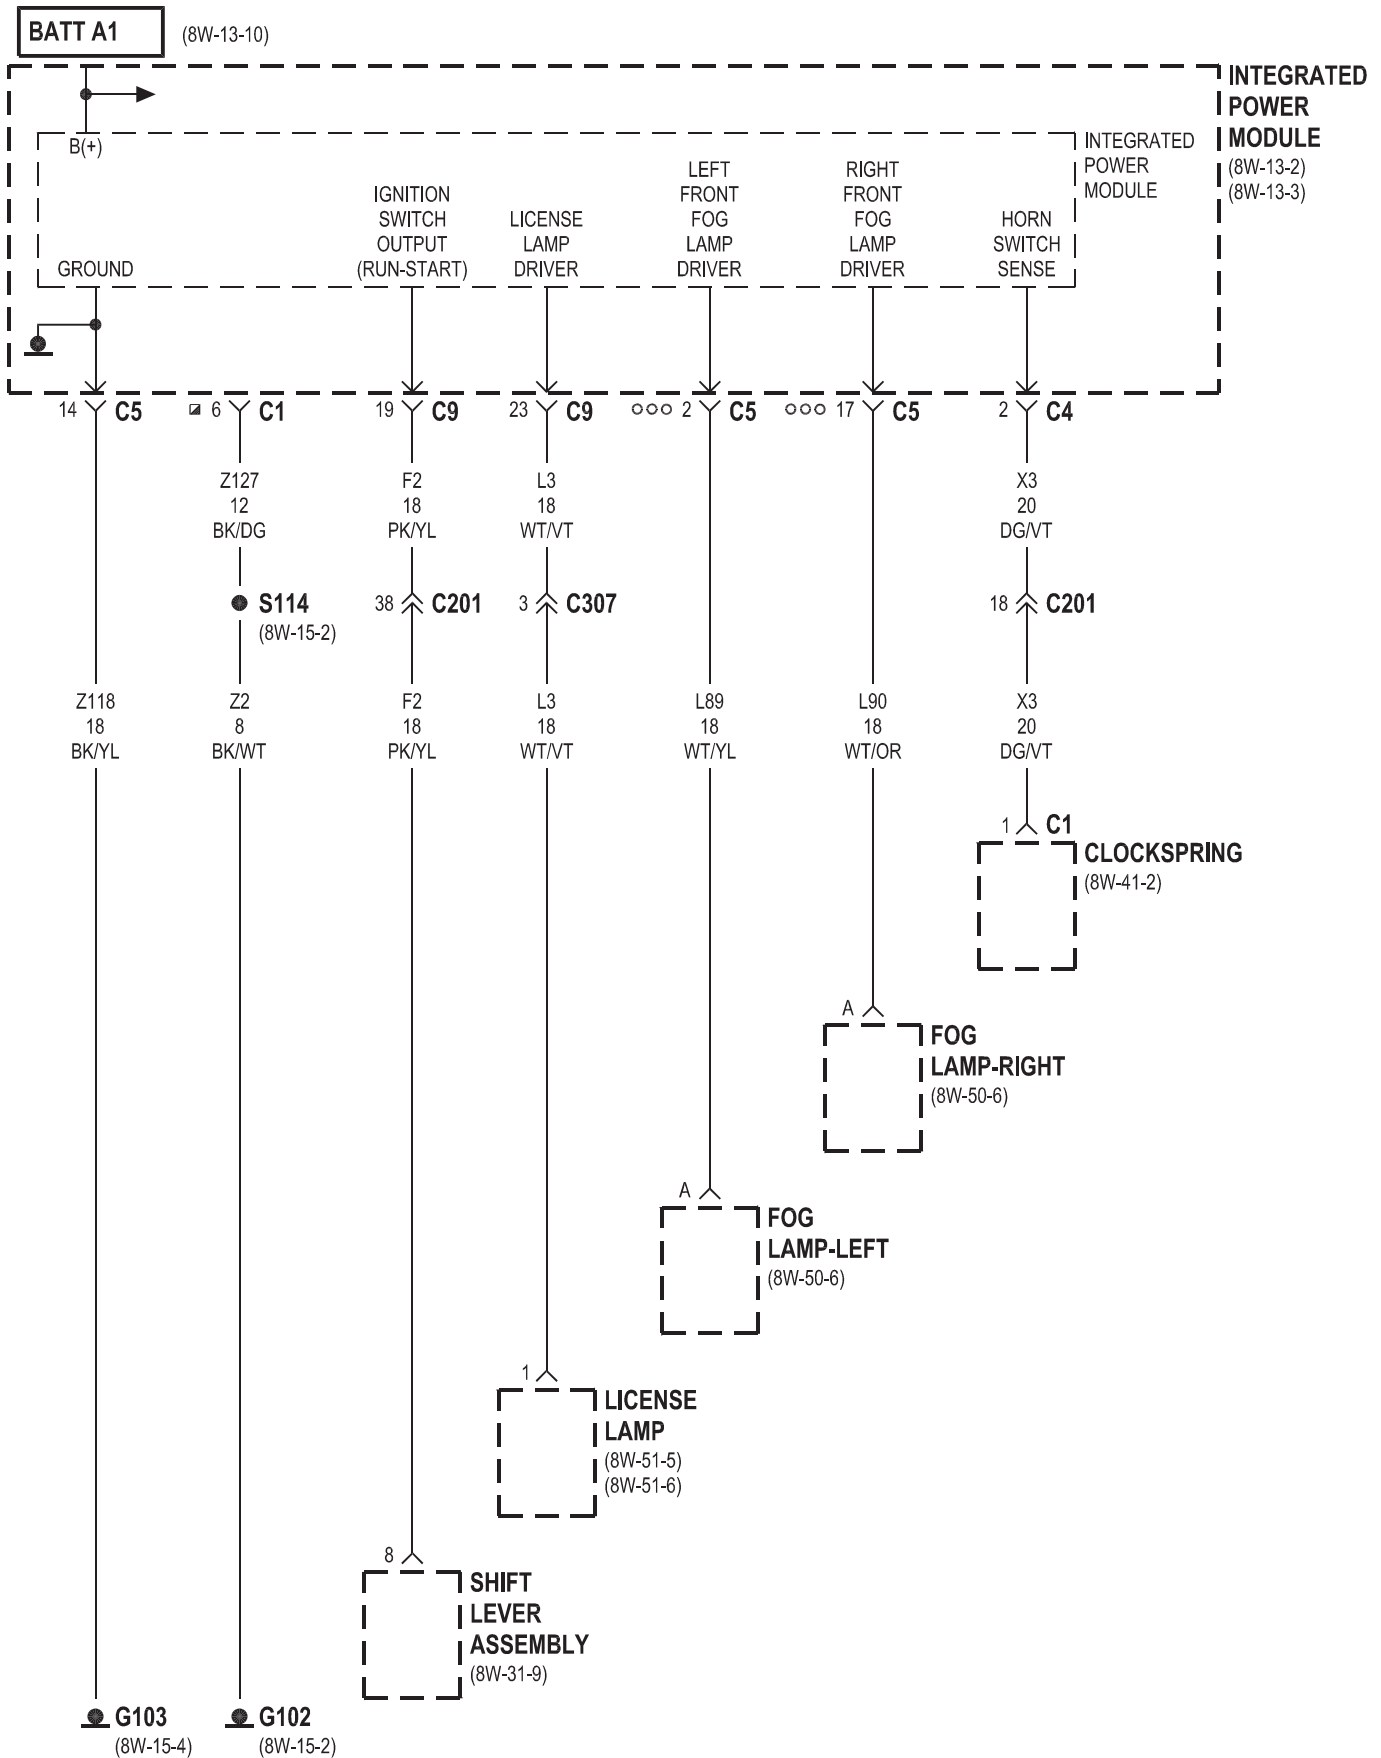 BATT A1
(8W-13-10)
INTEGRATED
POWER
MODULE
(8W-13-2)
(8W-13-3)
B(+)
INTEGRATED
POWER
MODULE
GROUND
IGNITION
SWITCH
OUTPUT
(RUN-START)
LICENSE
LAMP
DRIVER
LEFT
FRONT
FOG
LAMP
DRIVER
RIGHT
FRONT
FOG
LAMP
DRIVER
HORN
SWITCH
SENSE
14 C5
6 C1
19 C9
23 C9
2 C5
17 C5
2 C4
Z127
12
BK/DG
F2
18
PK/YL
L3
18
WT/VT
X3
20
DG/VT
S114
(8W-15-2)
38 C201
3 C307
18 C201
Z118
18
BK/YL
Z2
8
BK/WT
F2
18
PK/YL
L3
18
WT/VT
L89
18
WT/YL
L90
18
WT/OR
X3
20
DG/VT
1 C1
CLOCKSPRING
(8W-41-2)
A
FOG
LAMP-RIGHT
(8W-50-6)
A
FOG
LAMP-LEFT
(8W-50-6)
1
LICENSE
LAMP
(8W-51-5)
(8W-51-6)
8
SHIFT
LEVER
ASSEMBLY
(8W-31-9)
G103
(8W-15-4)
G102
(8W-15-2)